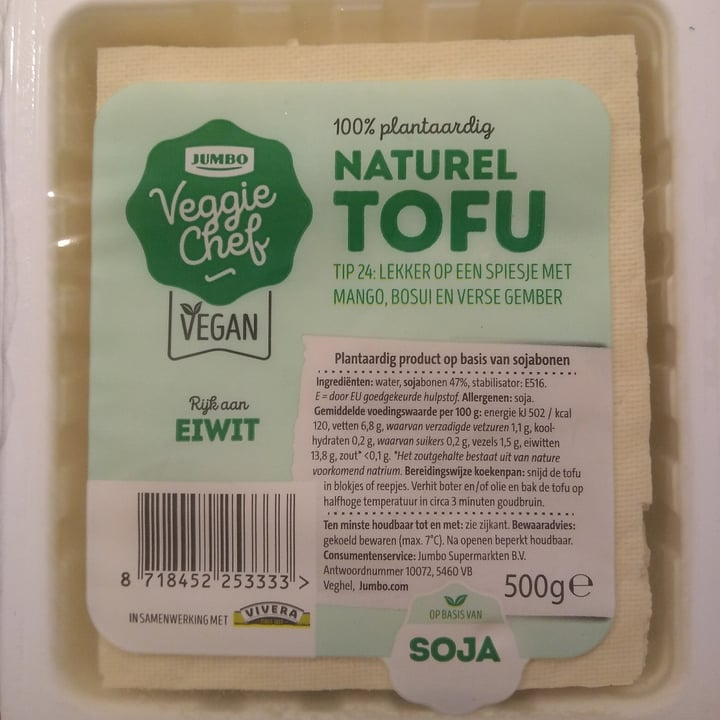 JUMBO
Veggie
Chef
VEGAN
100% plantaardig
NATUREL
TOFU
TIP 24: LEKKER OP EEN SPIESJE MET
MANGO, BOSUI EN VERSE GEMBER
Rijk aan
EIWIT
Plantaardig product op basis van sojabonen
Ingrediënten: water, sojabonen 47%, stabilisator: E516.
E = door EU goedgekeurde hulpstof. Allergenen: soja.
Gemiddelde voedingswaarde per 100 g: energie kJ 502 / kcal
120, vetten 6,8 g, waarvan verzadigde vetzuren 1,1 g, kool-
hydraten 0,2 g, waarvan suikers 0,2 g, vezels 1,5 g, eiwitten
13,8 g, zout* <0,1 g. *Het zoutgehalte bestaat uit van nature
voorkomend natrium. Bereidingswijze koekenpan: snijd de tofu
in blokjes of reepjes. Verhit boter en/of olie en bak de tofu op
halfhoge temperatuur in circa 3 minuten goudbruin.
Ten minste houdbaar tot en met: zie zijkant. Bewaaradvies:
gekoeld bewaren (max. 7°C). Na openen beperkt houdbaar.
Consumentenservice: Jumbo Supermarkten B.V.
Antwoordnummer 10072, 5460 VB
Veghel, Jumbo.com
500g℮
8 718452 253333 >
IN SAMENWERKING MET
VIVERA
OP BASIS VAN
SOJA